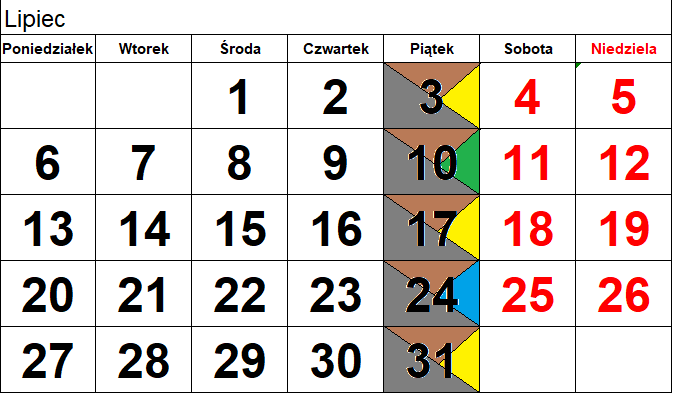 Lipiec
Poniedziałek Wtorek Środa Czwartek Piątek Sobota Niedziela
1 2 3 4 5
6 7 8 9 10 11 12
13 14 15 16 17 18 19
20 21 22 23 24 25 26
27 28 29 30 31